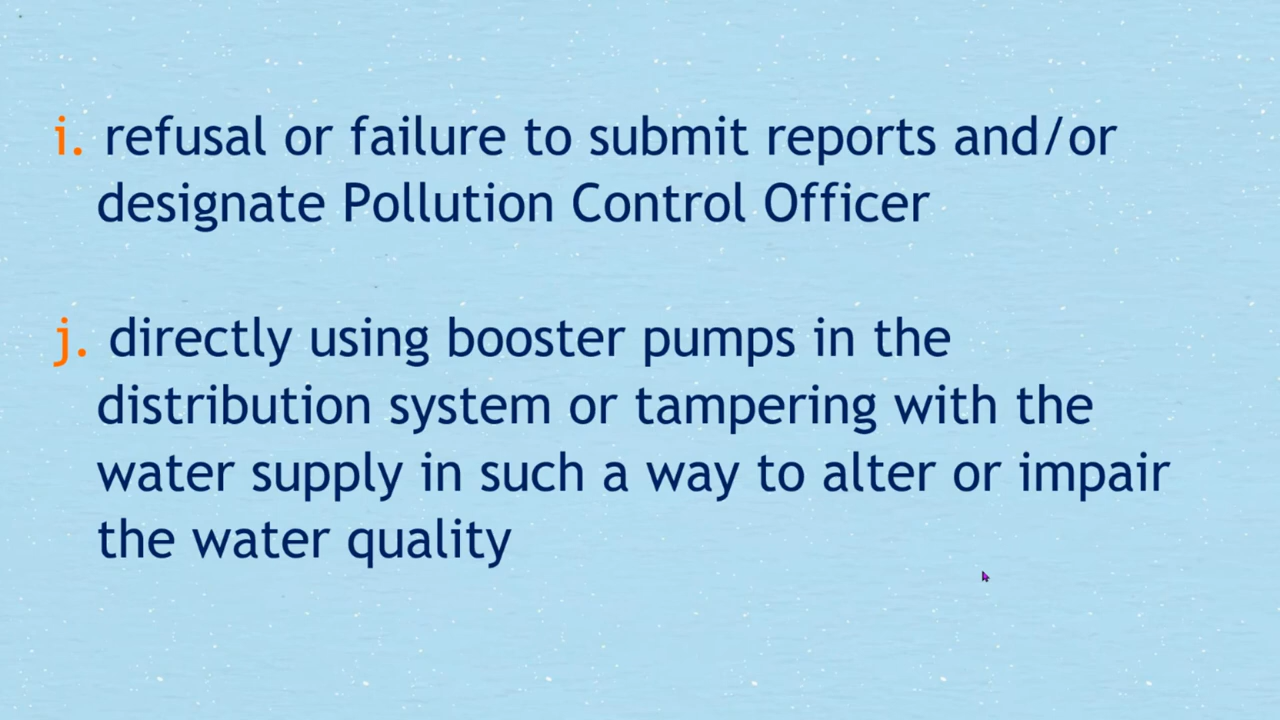 i. refusal or failure to submit reports and/or
designate Pollution Control Officer
j. directly using booster pumps in the
distribution system or tampering with the
water supply in such a way to alter or impair
the water quality